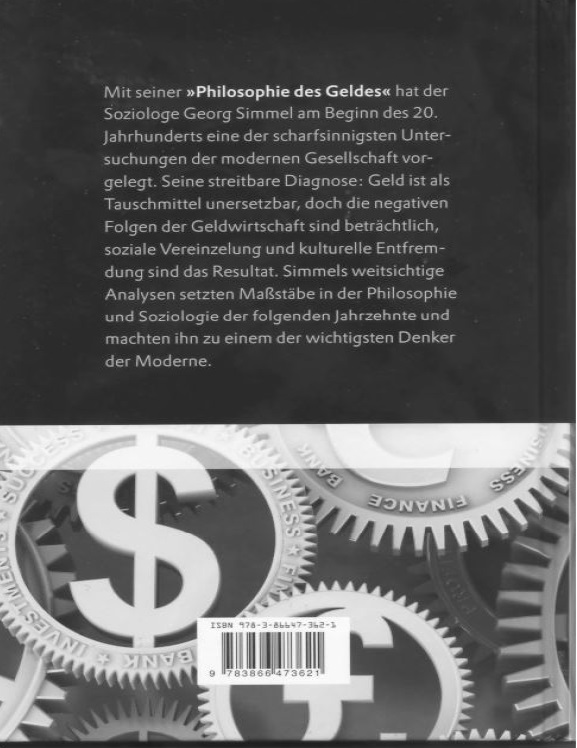 Mit seiner »Philosophie des Geldes« hat der
Soziologe Georg Simmel am Beginn des 20.
Jahrhunderts eine der scharfsinnigsten Unter-
suchungen der modernen Gesellschaft vor-
gelegt. Seine streitbare Diagnose: Geld ist als
Tauschmittel unersetzbar, doch die negativen
Folgen der Geldwirtschaft sind beträchtlich,
soziale Vereinzelung und kulturelle Entfrem-
dung sind das Resultat. Simmels weitsichtige
Analysen setzten Maßstäbe in der Philosophie
und Soziologie der folgenden Jahrzehnte und
machten ihn zu einem der wichtigsten Denker
der Moderne.
SUCCESS
BUSINESS
INVESTMENTS
BANK
$
BANK
FINANCE
BUSINESS
£
ISBN 978-3-86647-362-1
9 783866 473621